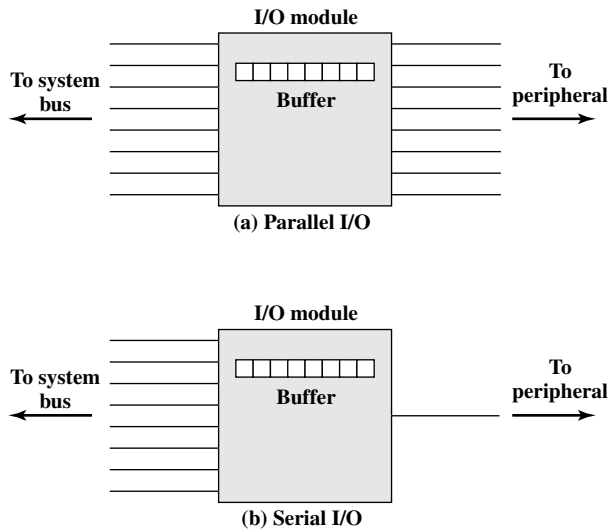 I/O module
To system
bus
Buffer
To
peripheral
(a) Parallel I/O
I/O module
To system
bus
Buffer
To
peripheral
(b) Serial I/O